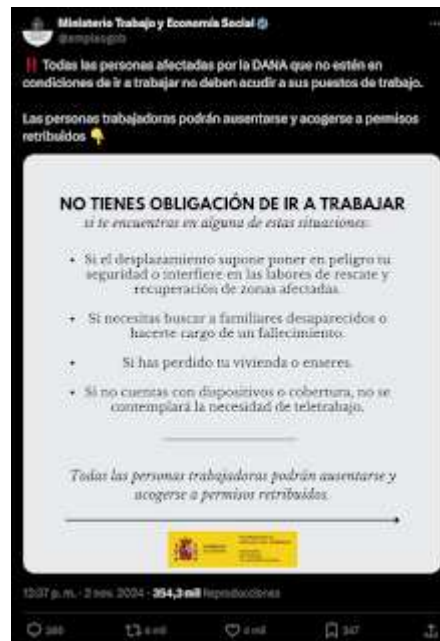 Ministerio Trabajo y Economía Social
@empleogob
‼️ Todas las personas afectadas por la DANA que no estén en
condiciones de ir a trabajar no deben acudir a sus puestos de trabajo.
Las personas trabajadoras podrán ausentarse y acogerse a permisos
retribuidos 👇
NO TIENES OBLIGACIÓN DE IR A TRABAJAR
si te encuentras en alguna de estas situaciones:
• Si el desplazamiento supone poner en peligro tu
seguridad o interfiere en las labores de rescate y
recuperación de zonas afectadas.
• Si necesitas buscar a familiares desaparecidos o
hacerte cargo de un fallecimiento.
• Si has perdido tu vivienda o enseres.
• Si no cuentas con dispositivos o cobertura, no se
contemplará la necesidad de teletrabajo.
Todas las personas trabajadoras podrán ausentarse y
acogerse a permisos retribuidos.
p. m. · 2 nov. 2024 · 354,3 mil Reproducciones
347